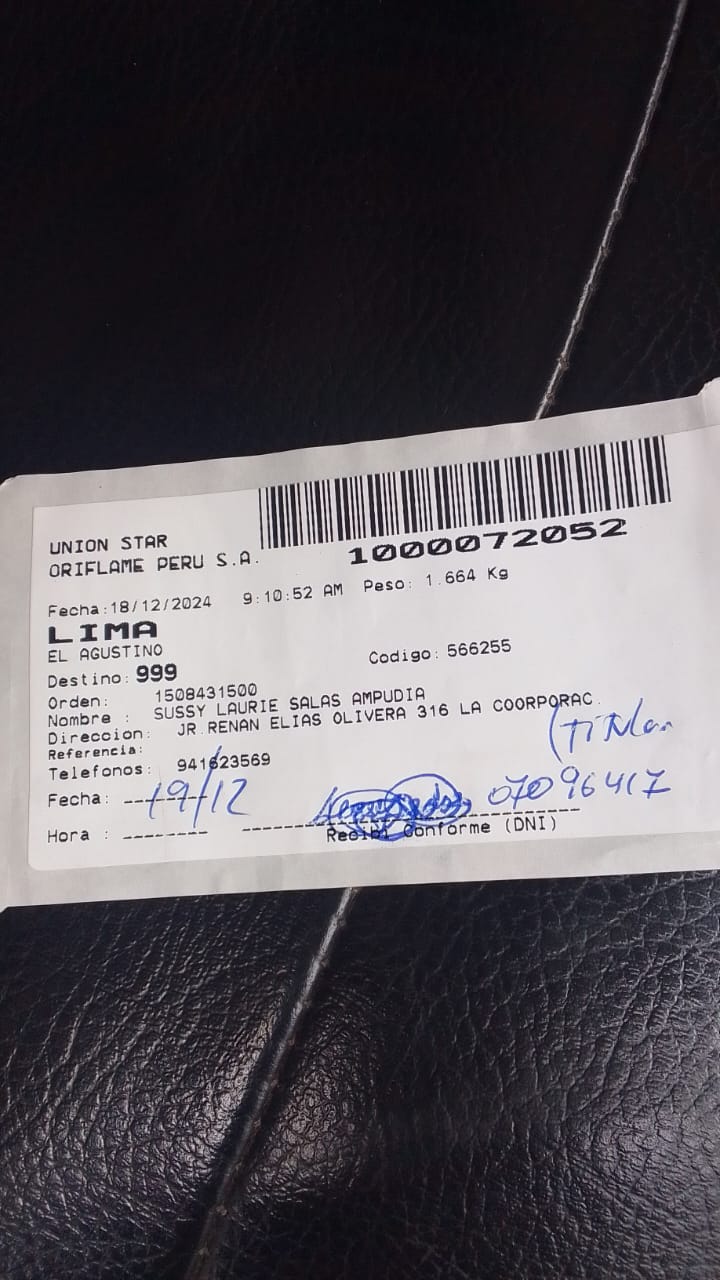 UNION STAR
ORIFLAME PERU S.A.
1000072052
Fecha:18/12/2024 9:10:52 AM Peso: 1.664 Kg
LIMA
EL AGUSTINO
Destino: 999 Codigo: 566255
Orden: 1508431500
Nombre : SUSSY LAURIE SALAS AMPUDIA
Direccion: JR.RENAN ELIAS OLIVERA 316 LA COORPORAC.
Referencia:
Telefonos: 941623569
(Titular
Fecha: 19/12 07096417
Hora : -------- Recibi Conforme (DNI)